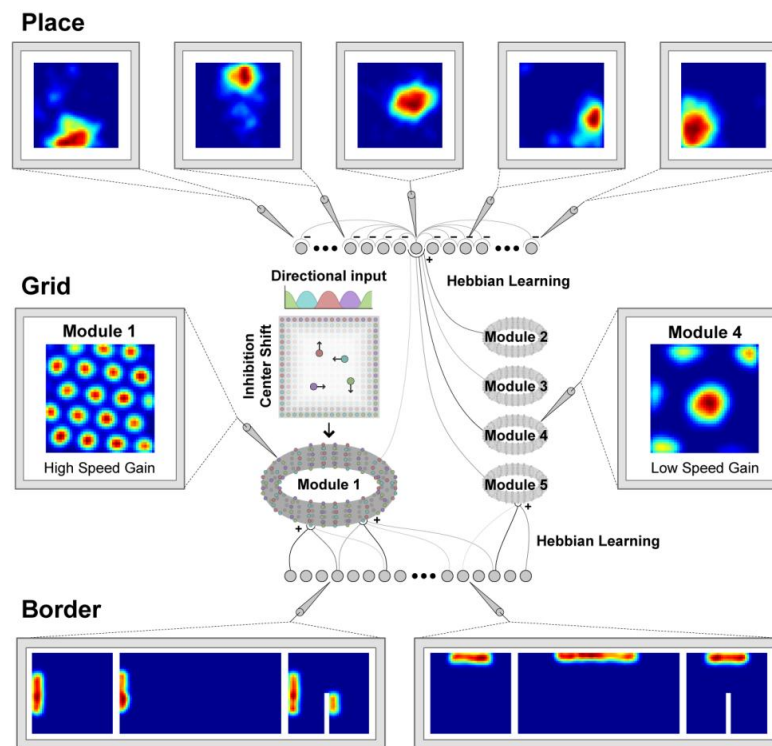 Place
Directional input
Hebbian Learning
Grid
Module 1
High Speed Gain
Inhibition
Center Shift
Module 1
Module 2
Module 3
Module 4
Module 5
Module 4
Low Speed Gain
Hebbian Learning
Border